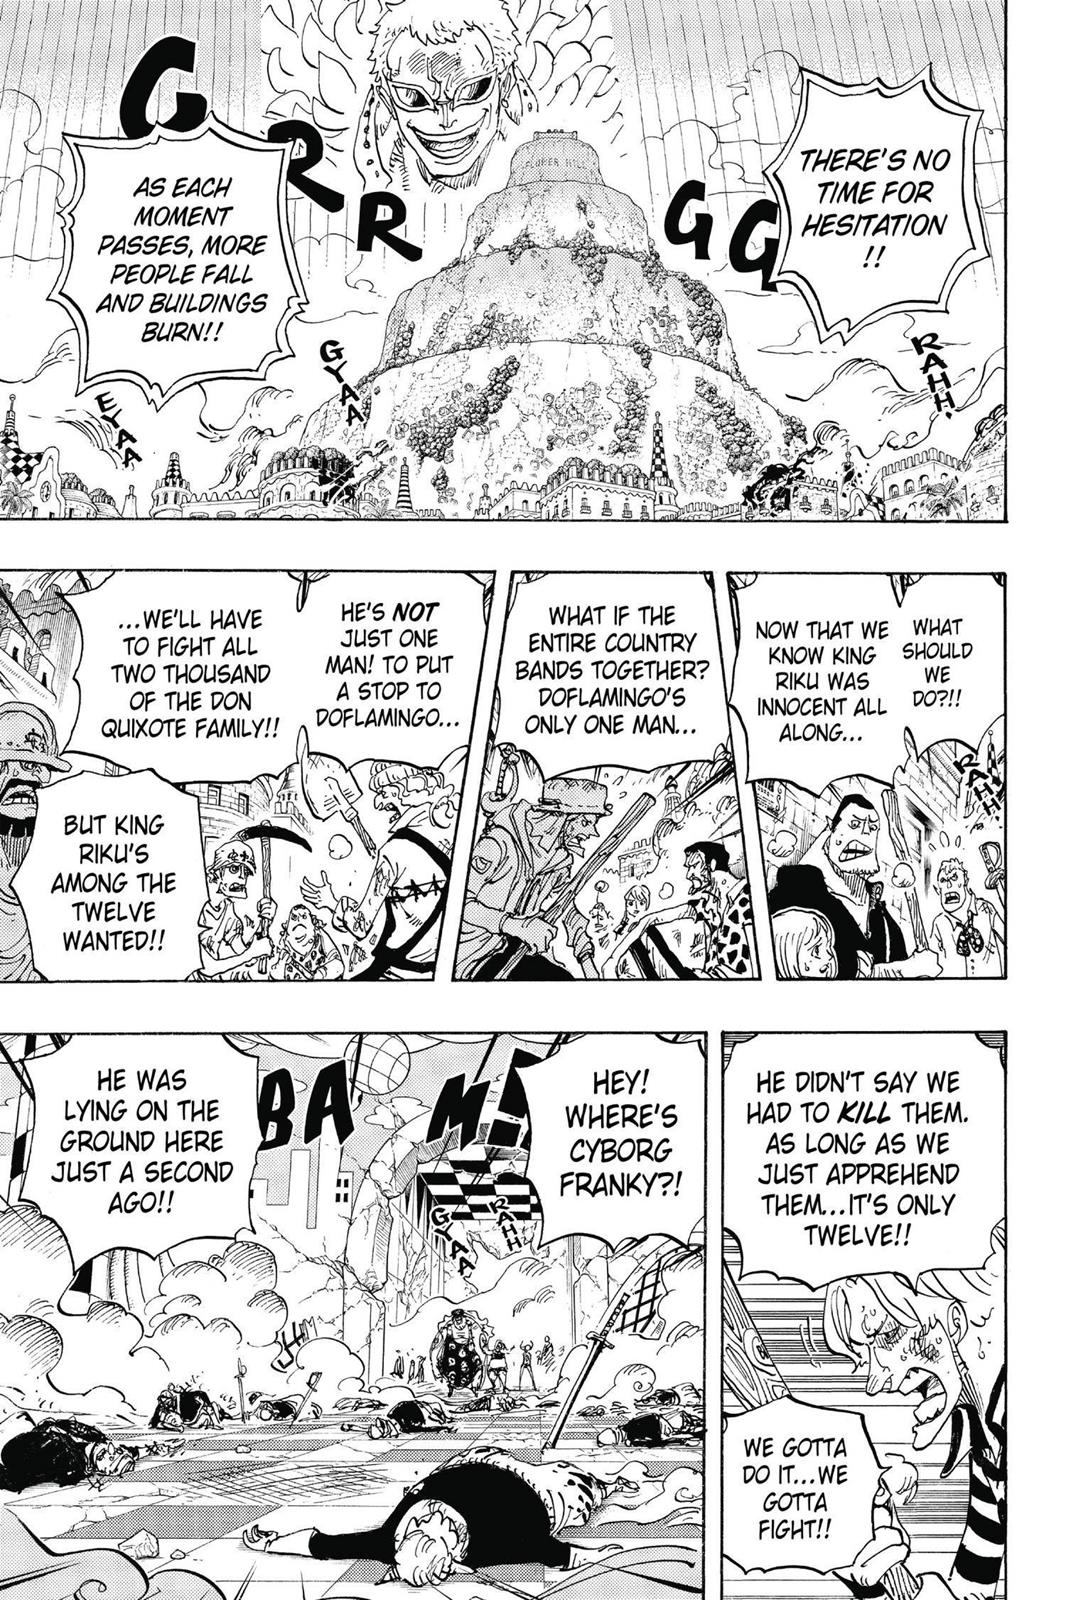 THERE'S NO
TIME FOR
HESITATION
!!
GRRRGG
AS EACH
MOMENT
PASSES, MORE
PEOPLE FALL
AND BUILDINGS
BURN!!
RAHH!
GYAA
EYAA
WHAT
SHOULD
WE
DO?!!
NOW THAT WE
KNOW KING
RIKU WAS
INNOCENT ALL
ALONG...
RAHH
WHAT IF THE
ENTIRE COUNTRY
BANDS TOGETHER?
DOFLAMINGO'S
ONLY ONE MAN...
HE'S NOT
JUST ONE
MAN! TO PUT
A STOP TO
DOFLAMINGO...
...WE'LL HAVE
TO FIGHT ALL
TWO THOUSAND
OF THE DON
QUIXOTE FAMILY!!
BUT KING
RIKU'S
AMONG THE
TWELVE
WANTED!!
HE DIDN'T SAY WE
HAD TO KILL THEM.
AS LONG AS WE
JUST APPREHEND
THEM...IT'S ONLY
TWELVE!!
WE GOTTA
DO IT...WE
GOTTA
FIGHT!!
HEY!
WHERE'S
CYBORG
FRANKY?!
BAM!
RAHH
GYAA
HE WAS
LYING ON THE
GROUND HERE
JUST A SECOND
AGO!!